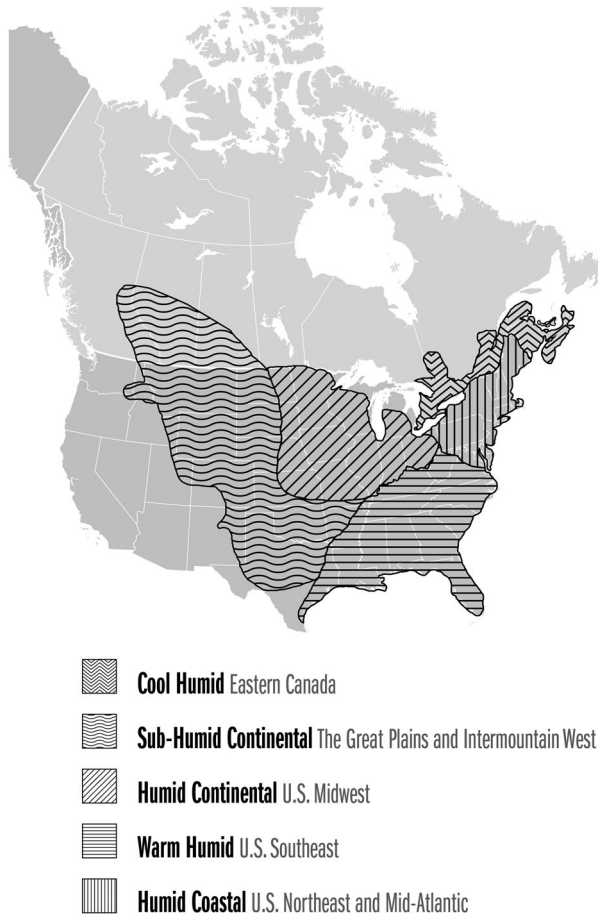 Cool Humid Eastern Canada
Sub-Humid Continental The Great Plains and Intermountain West
Humid Continental U.S. Midwest
Warm Humid U.S. Southeast
Humid Coastal U.S. Northeast and Mid-Atlantic